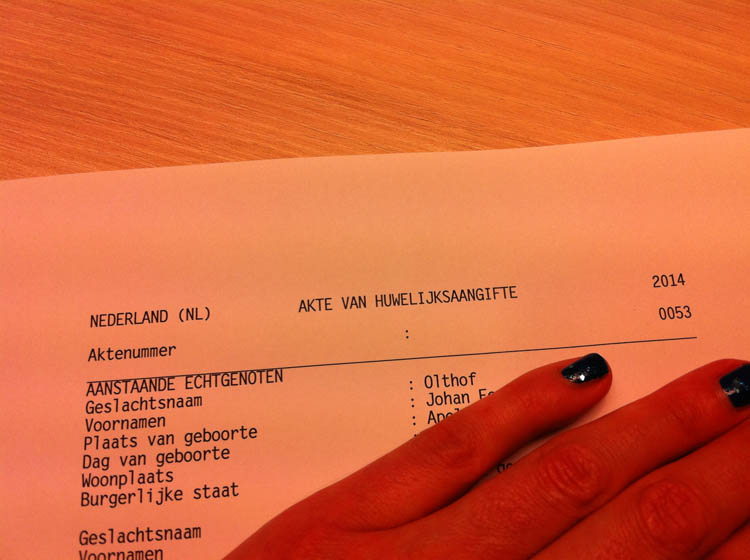 NEDERLAND (NL) AKTE VAN HUWELIJKSAANGIFTE 2014
Aktenummer : 0053
AANSTAANDE ECHTGENOTEN
Geslachtsnaam : Olthof
Voornamen : Johan
Plaats van geboorte :
Dag van geboorte :
Woonplaats
Burgerlijke staat
Geslachtsnaam
Voornamen